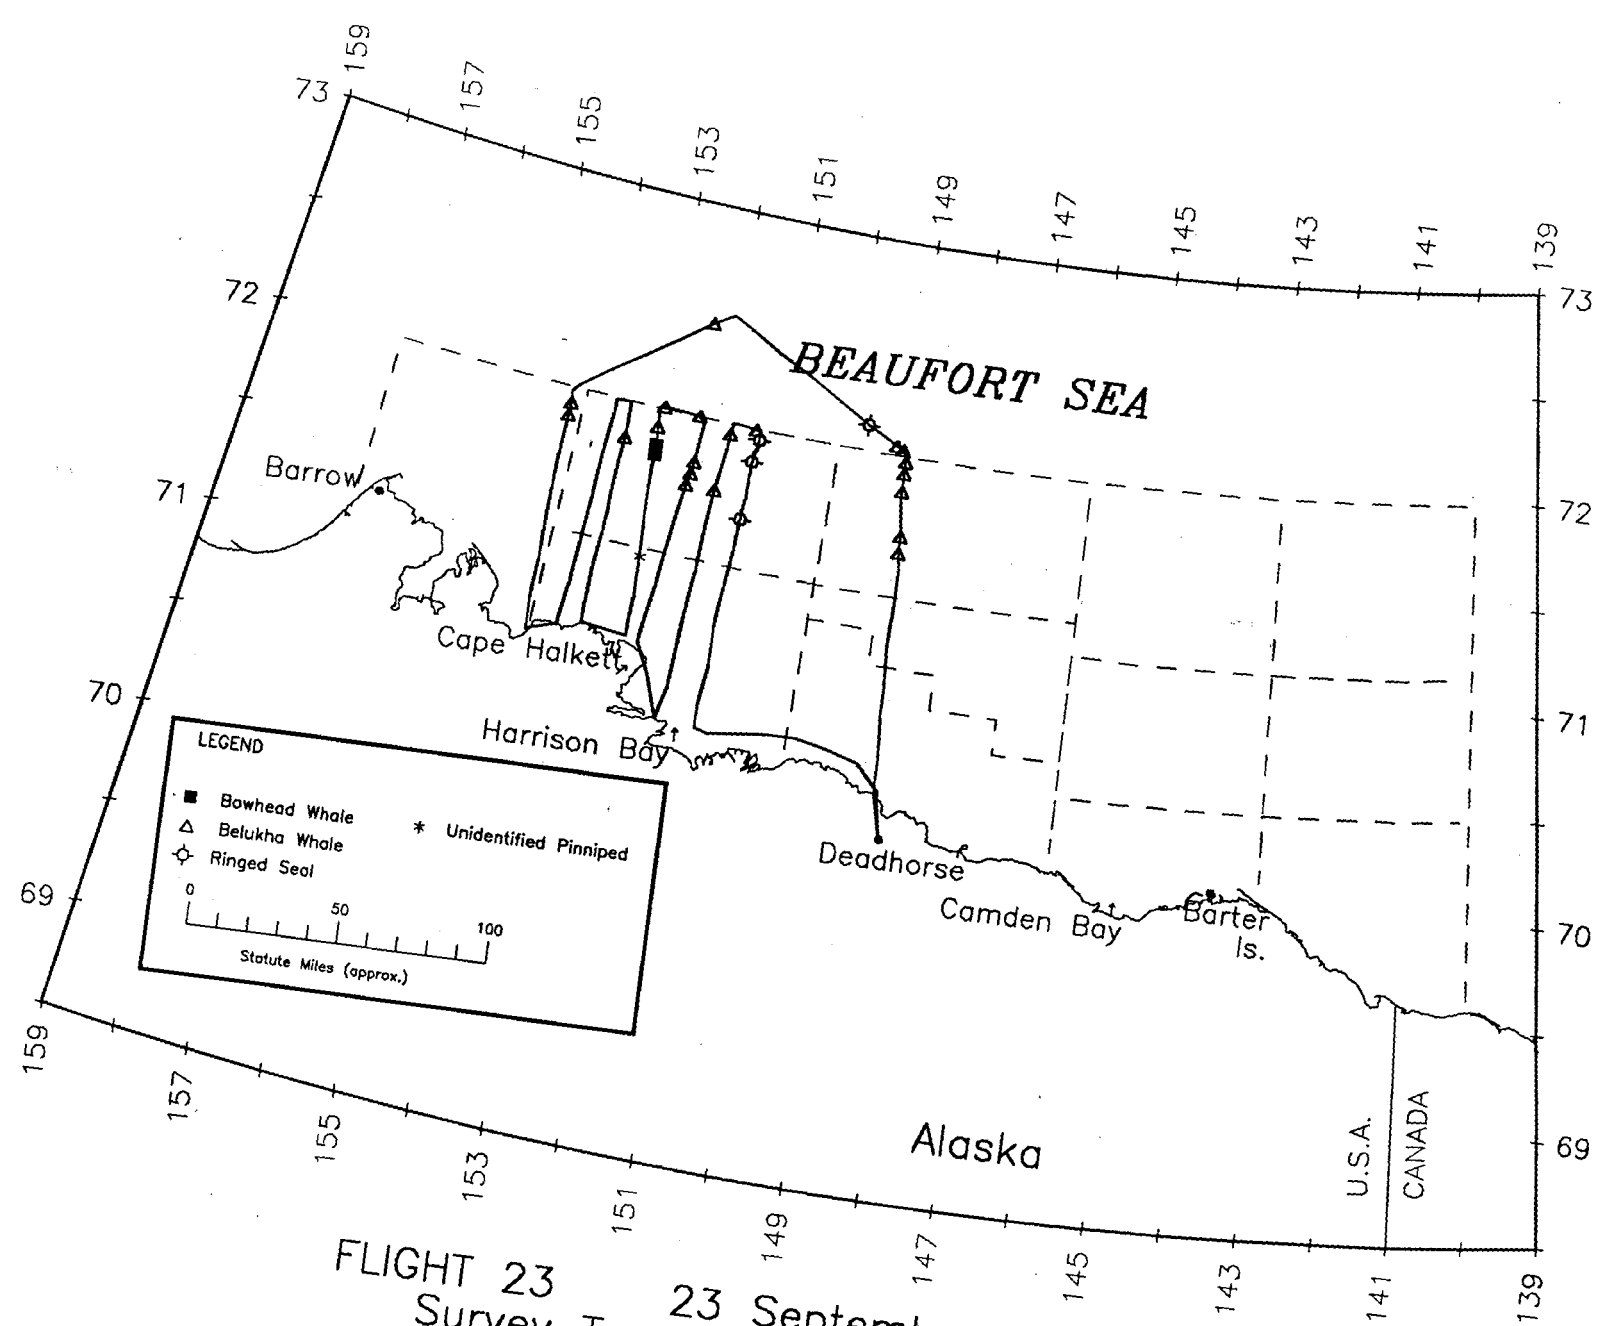 159
157
155
153
151
149
147
145
143
141
139
73
73
72
72
71
71
70
70
69
69
BEAUFORT SEA
Barrow
Cape Halkett
Harrison Bay
Deadhorse
Camden Bay
Barter
Is.
Alaska
U.S.A.
CANADA
LEGEND
Bowhead Whale
Belukha Whale
Ringed Seal
* Unidentified Pinniped
0 50 100
Statute Miles (approx.)
159
157
155
153
151
149
147
145
143
141
139
FLIGHT 23
23
Survey